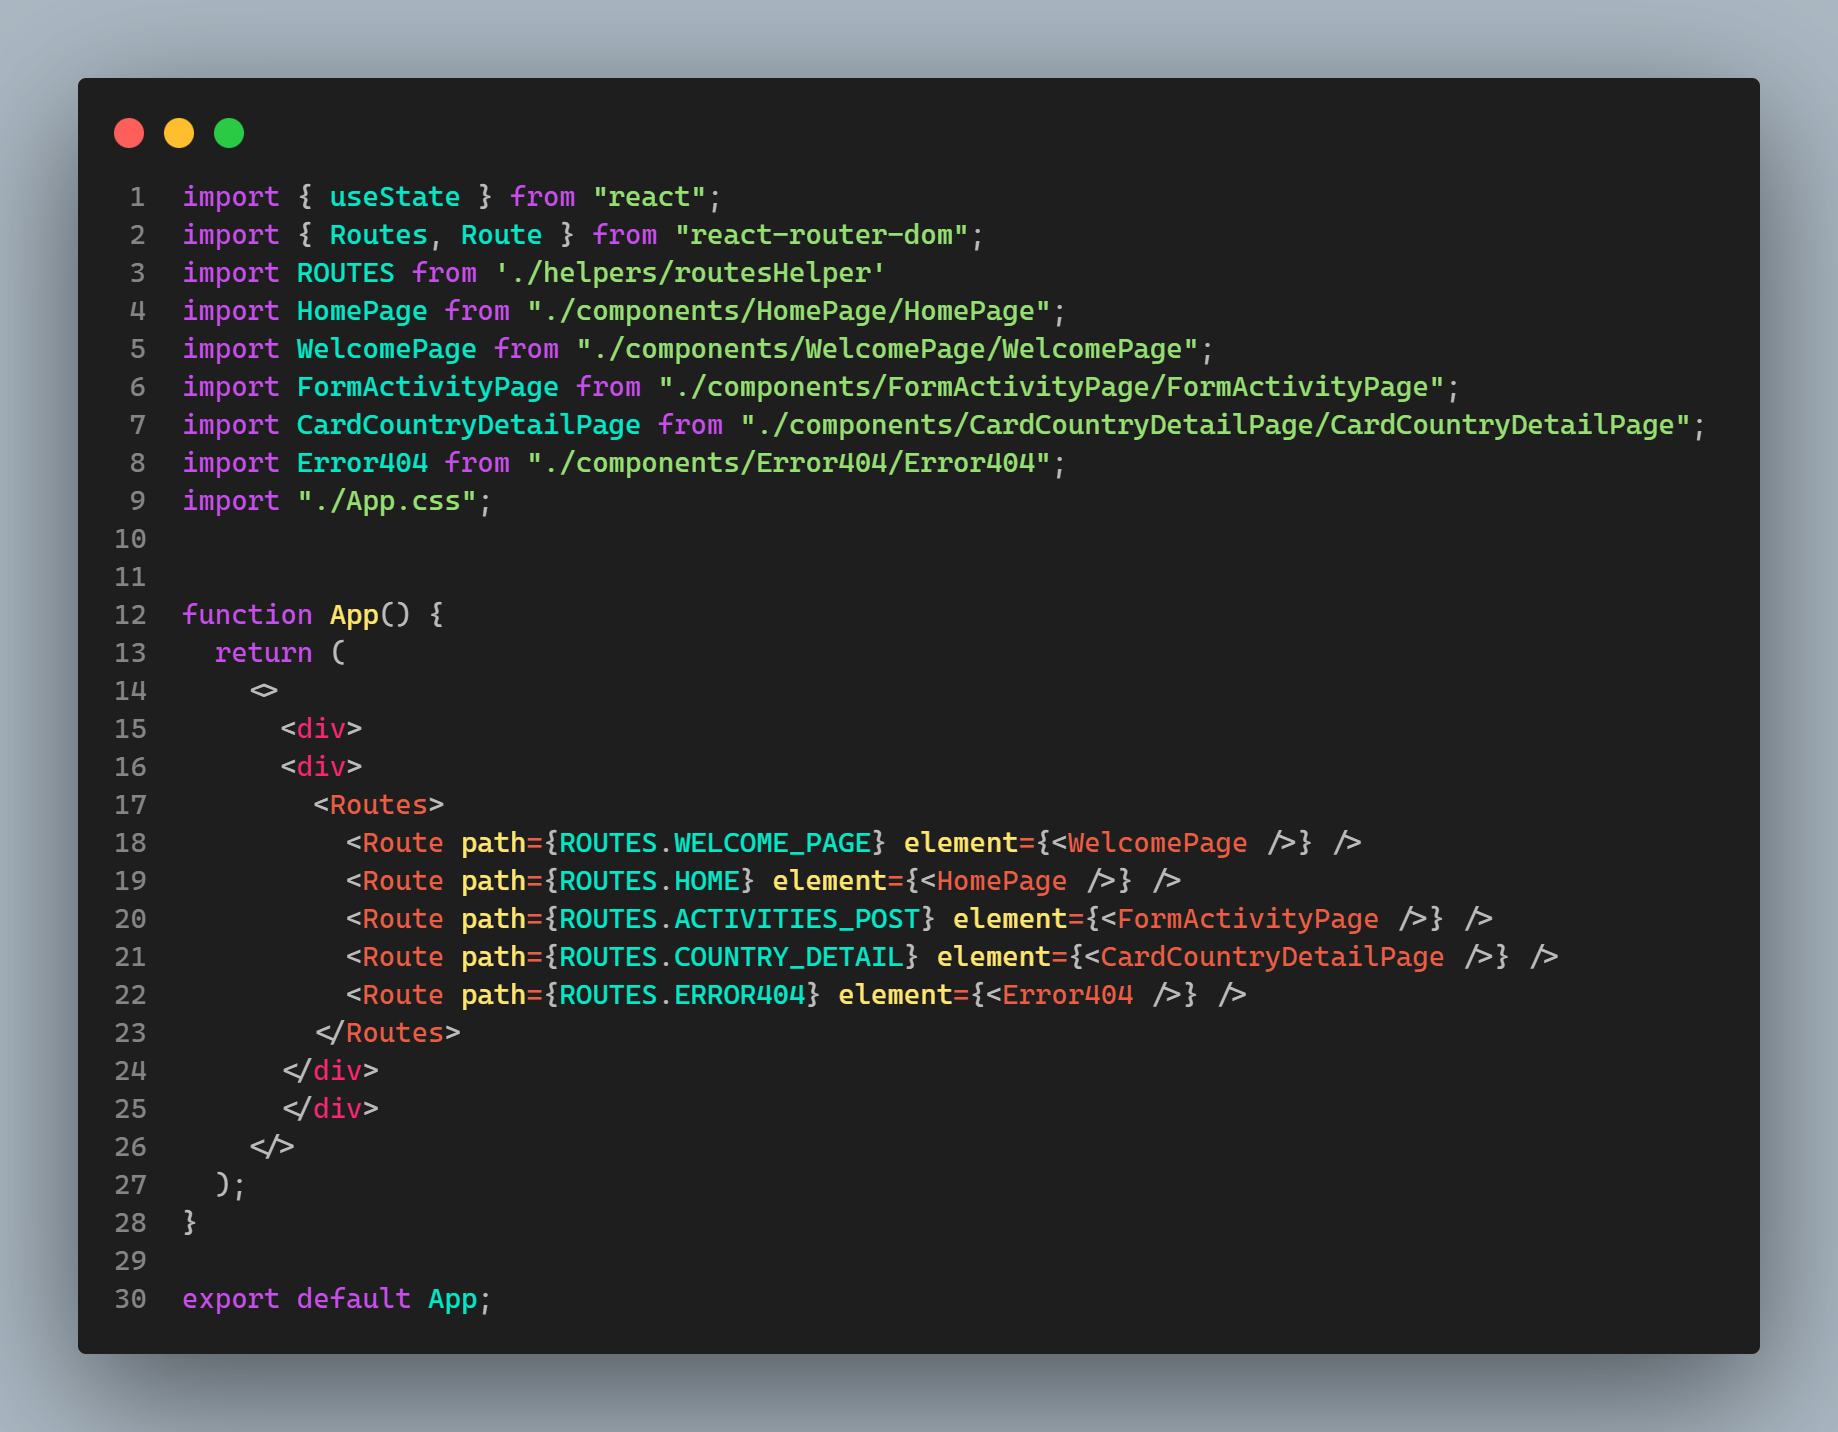 1 import { useState } from "react";
2 import { Routes, Route } from "react-router-dom";
3 import ROUTES from './helpers/routesHelper'
4 import HomePage from "./components/HomePage/HomePage";
5 import WelcomePage from "./components/WelcomePage/WelcomePage";
6 import FormActivityPage from "./components/FormActivityPage/FormActivityPage";
7 import CardCountryDetailPage from "./components/CardCountryDetailPage/CardCountryDetailPage";
8 import Error404 from "./components/Error404/Error404";
9 import "./App.css";
10
11
12 function App() {
13   return (
14     <>
15       <div>
16       <div>
17         <Routes>
18           <Route path={ROUTES.WELCOME_PAGE} element={<WelcomePage />} />
19           <Route path={ROUTES.HOME} element={<HomePage />} />
20           <Route path={ROUTES.ACTIVITIES_POST} element={<FormActivityPage />} />
21           <Route path={ROUTES.COUNTRY_DETAIL} element={<CardCountryDetailPage />} />
22           <Route path={ROUTES.ERROR404} element={<Error404 />} />
23         </Routes>
24       </div>
25       </div>
26     </>
27   );
28 }
29
30 export default App;